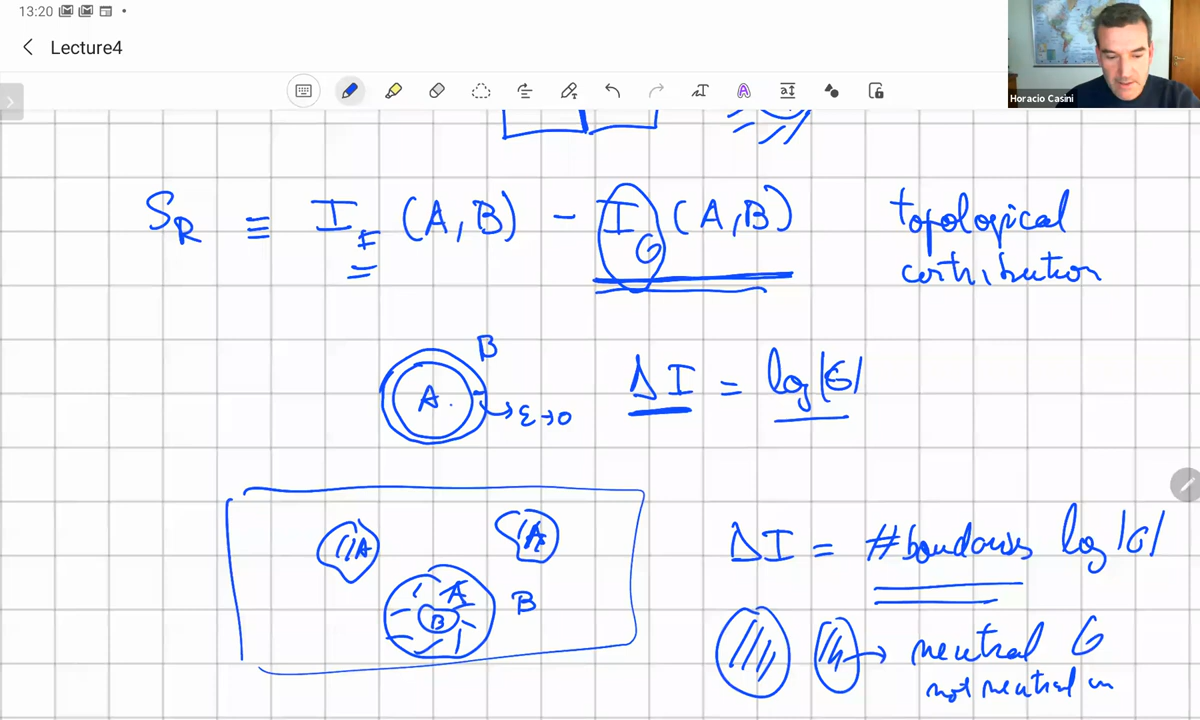 13:20
Lecture4
Horacio Casini
S_R ≡ I_F (A,B) - I_G (A,B) topological
contribution
B
A
ε→0
ΔI = log|G|
A
A
A
B
B
ΔI = #boudaries log|G|
neutral G
not neutral in